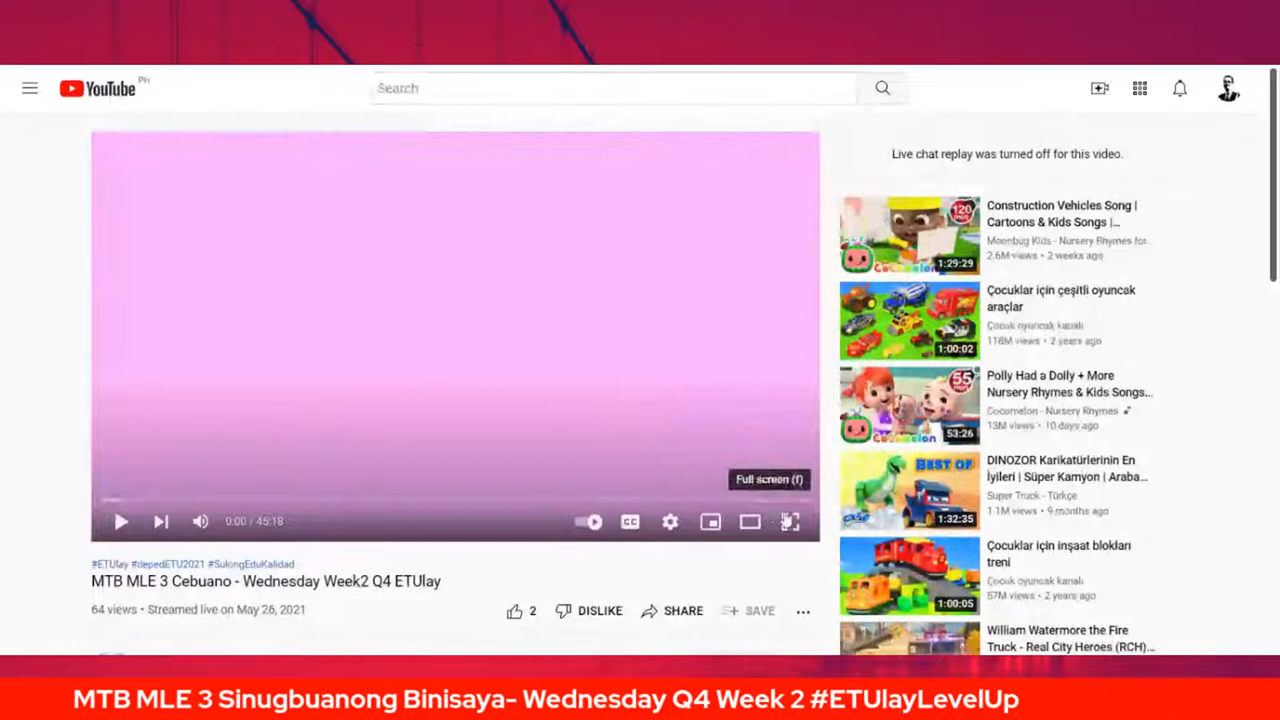 YouTube PH
Search
Live chat replay was turned off for this video.
Full screen (f)
0:00 / 45:18
CC
#ETUlay #depedETU2021 #SulongEduKalidad
MTB MLE 3 Cebuano - Wednesday Week2 Q4 ETUlay
64 views • Streamed live on May 26, 2021
2 DISLIKE SHARE SAVE
120
CoComelon
1:29:29
Construction Vehicles Song |
Cartoons & Kids Songs |...
Moonbug Kids - Nursery Rhymes for...
2.6M views • 2 weeks ago
1:00:02
Çocuklar için çeşitli oyuncak
araçlar
Çocuk oyuncak kanalı
118M views • 2 years ago
55
CoComelon
53:26
Polly Had a Dolly + More
Nursery Rhymes & Kids Songs...
Cocomelon - Nursery Rhymes
13M views • 10 days ago
BEST OF
1:32:35
DINOZOR Karikatürlerinin En
İyileri | Süper Kamyon | Araba...
Super Truck - Türkçe
1.1M views • 9 months ago
1:00:05
Çocuklar için inşaat blokları
treni
Çocuk oyuncak kanalı
57M views • 2 years ago
William Watermore the Fire
Truck - Real City Heroes (RCH)...
MTB MLE 3 Sinugbuanong Binisaya- Wednesday Q4 Week 2 #ETUlayLevelUp